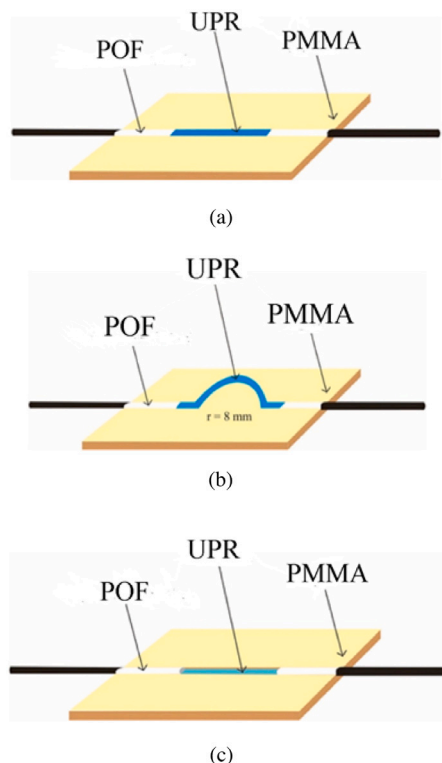 UPR
POF
PMMA
(a)
UPR
POF
PMMA
r = 8 mm
(b)
UPR
POF
PMMA
(c)